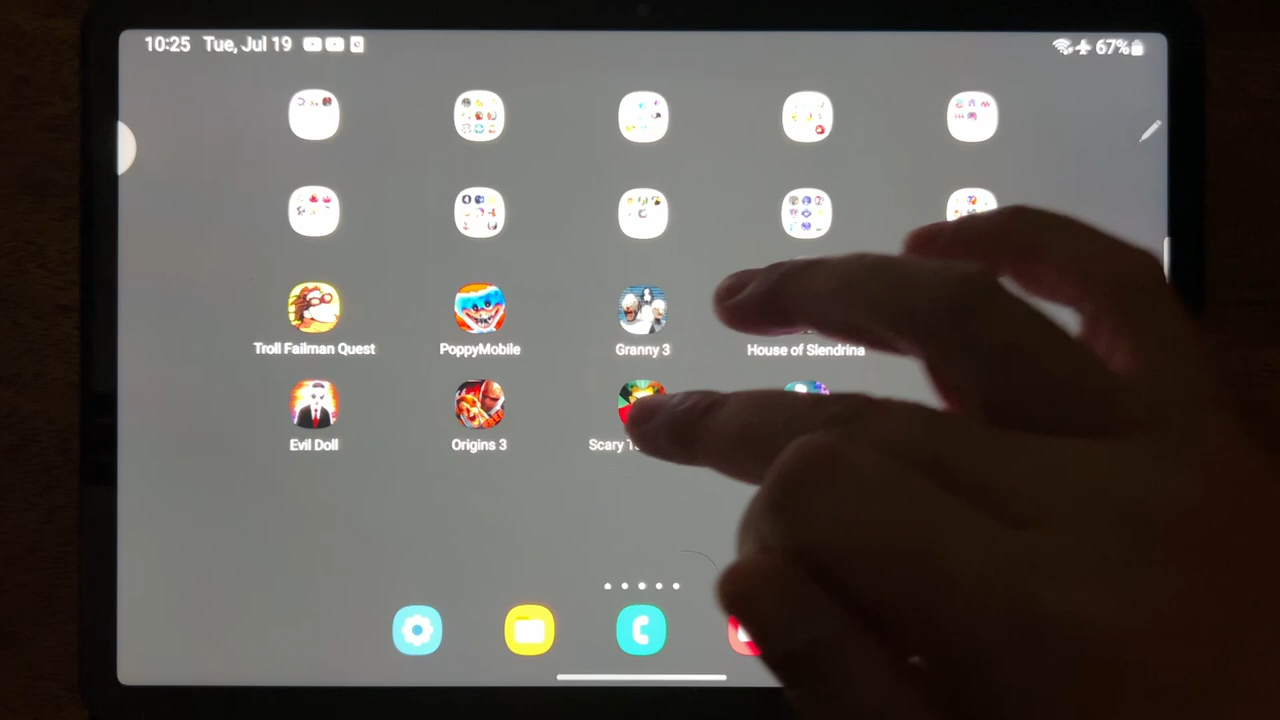 10:25 Tue, Jul 19
67%
Troll Failman Quest
PoppyMobile
Granny 3
House of Slendrina
Evil Doll
Origins 3
Scary